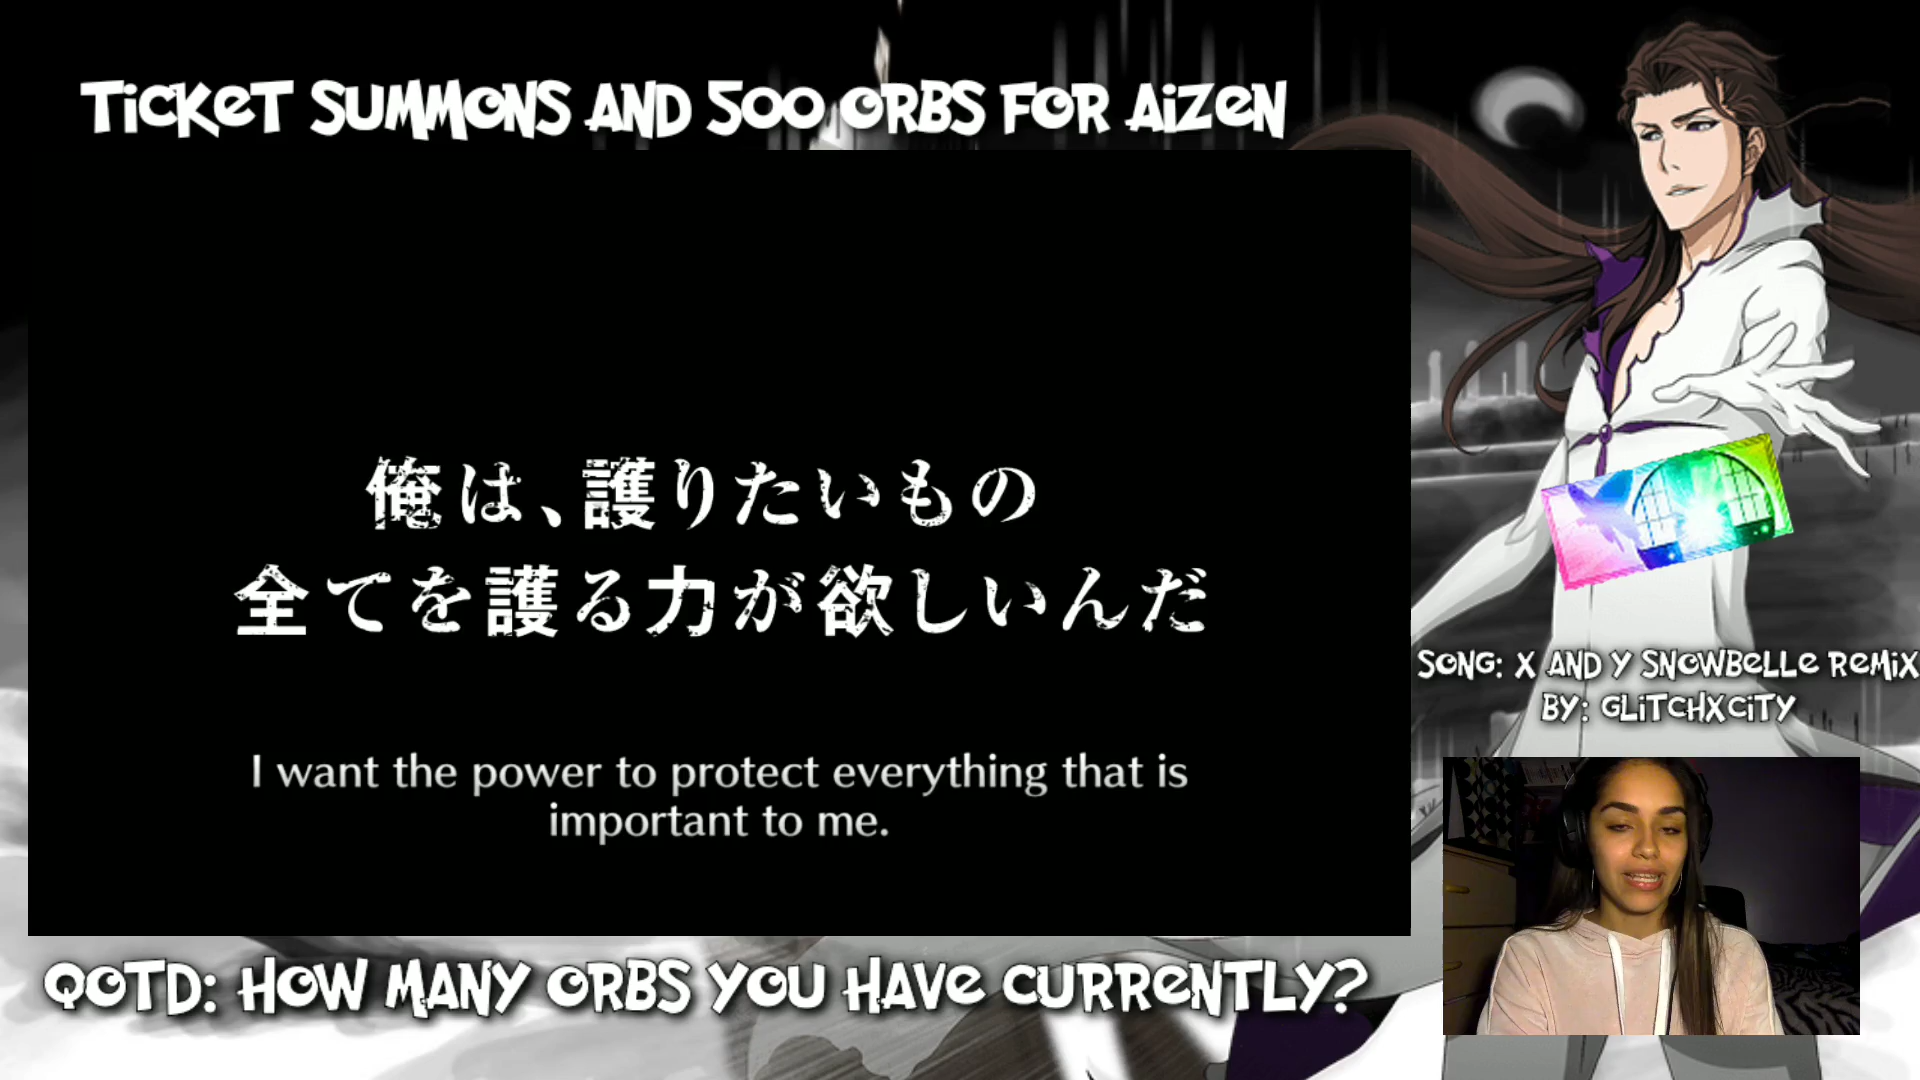 TiCKeT SUMMONS AND 500 ORBS FOR AiZeN
俺は、護りたいもの
全てを護る力が欲しいんだ
I want the power to protect everything that is
important to me.
SONG: X AND Y SNOWBeLLe ReMiX
BY: GLiTCHXCiTY
QOTD: HOW MANY ORBS YOU HAVe CURReNTLY?